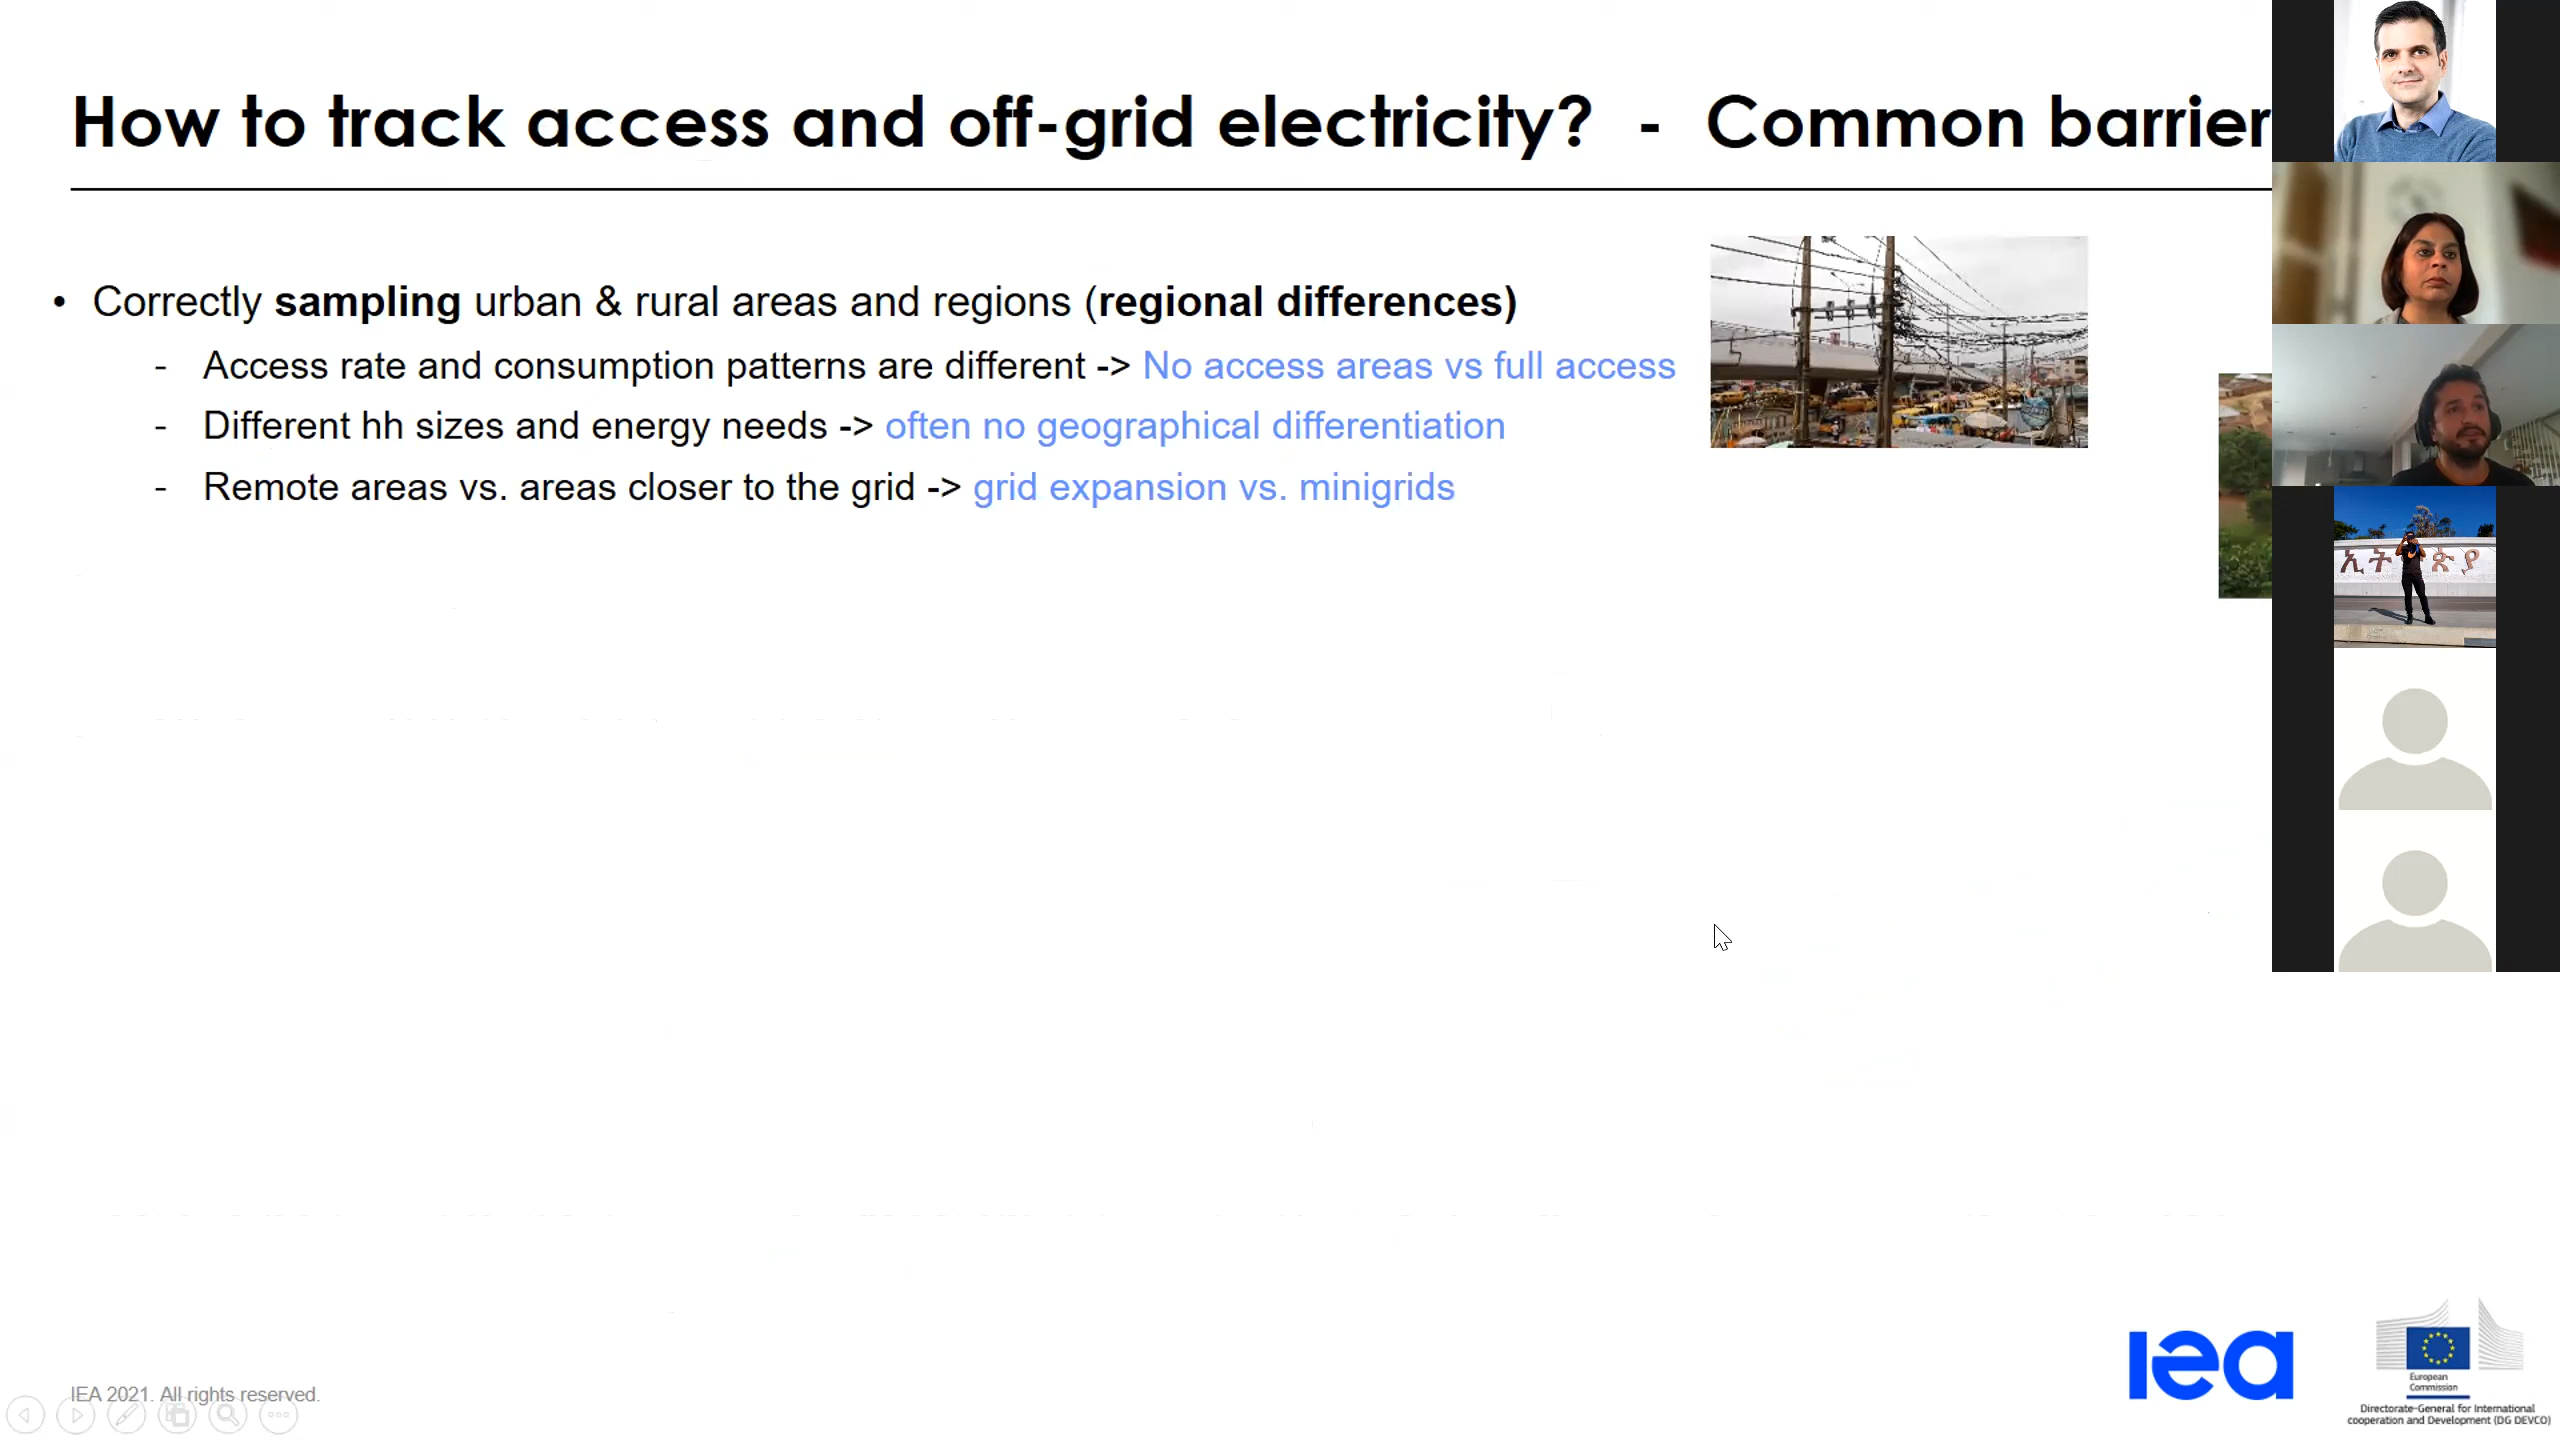 How to track access and off-grid electricity? - Common barrier
• Correctly sampling urban & rural areas and regions (regional differences)
- Access rate and consumption patterns are different -> No access areas vs full access
- Different hh sizes and energy needs -> often no geographical differentiation
- Remote areas vs. areas closer to the grid -> grid expansion vs. minigrids
ኢት ጵያ
IEA 2021. All rights reserved.
iea
European
Commission
Directorate-General for International
cooperation and Development (DG DEVCO)